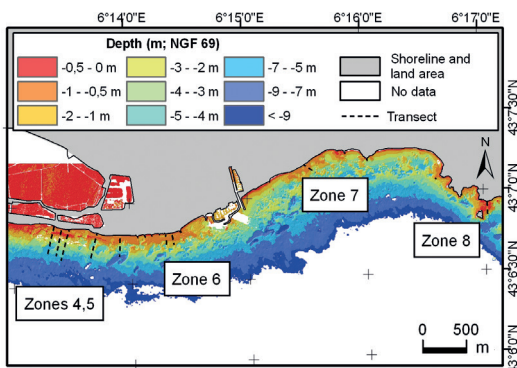 6°14'0"E 6°15'0"E 6°16'0"E 6°17'0"E
Depth (m; NGF 69)
-0,5 - 0 m
-3 - -2 m
-7 - -5 m
Shoreline and
land area
-1 - -0,5 m
-4 - -3 m
-9 - -7 m
No data
-2 - -1 m
-5 - -4 m
< -9
Transect
43°7'30"N
N
43°7'0"N
Zone 7
Zone 8
Zone 6
Zones 4,5
43°6'30"N
0 500
m
43°6'0"N